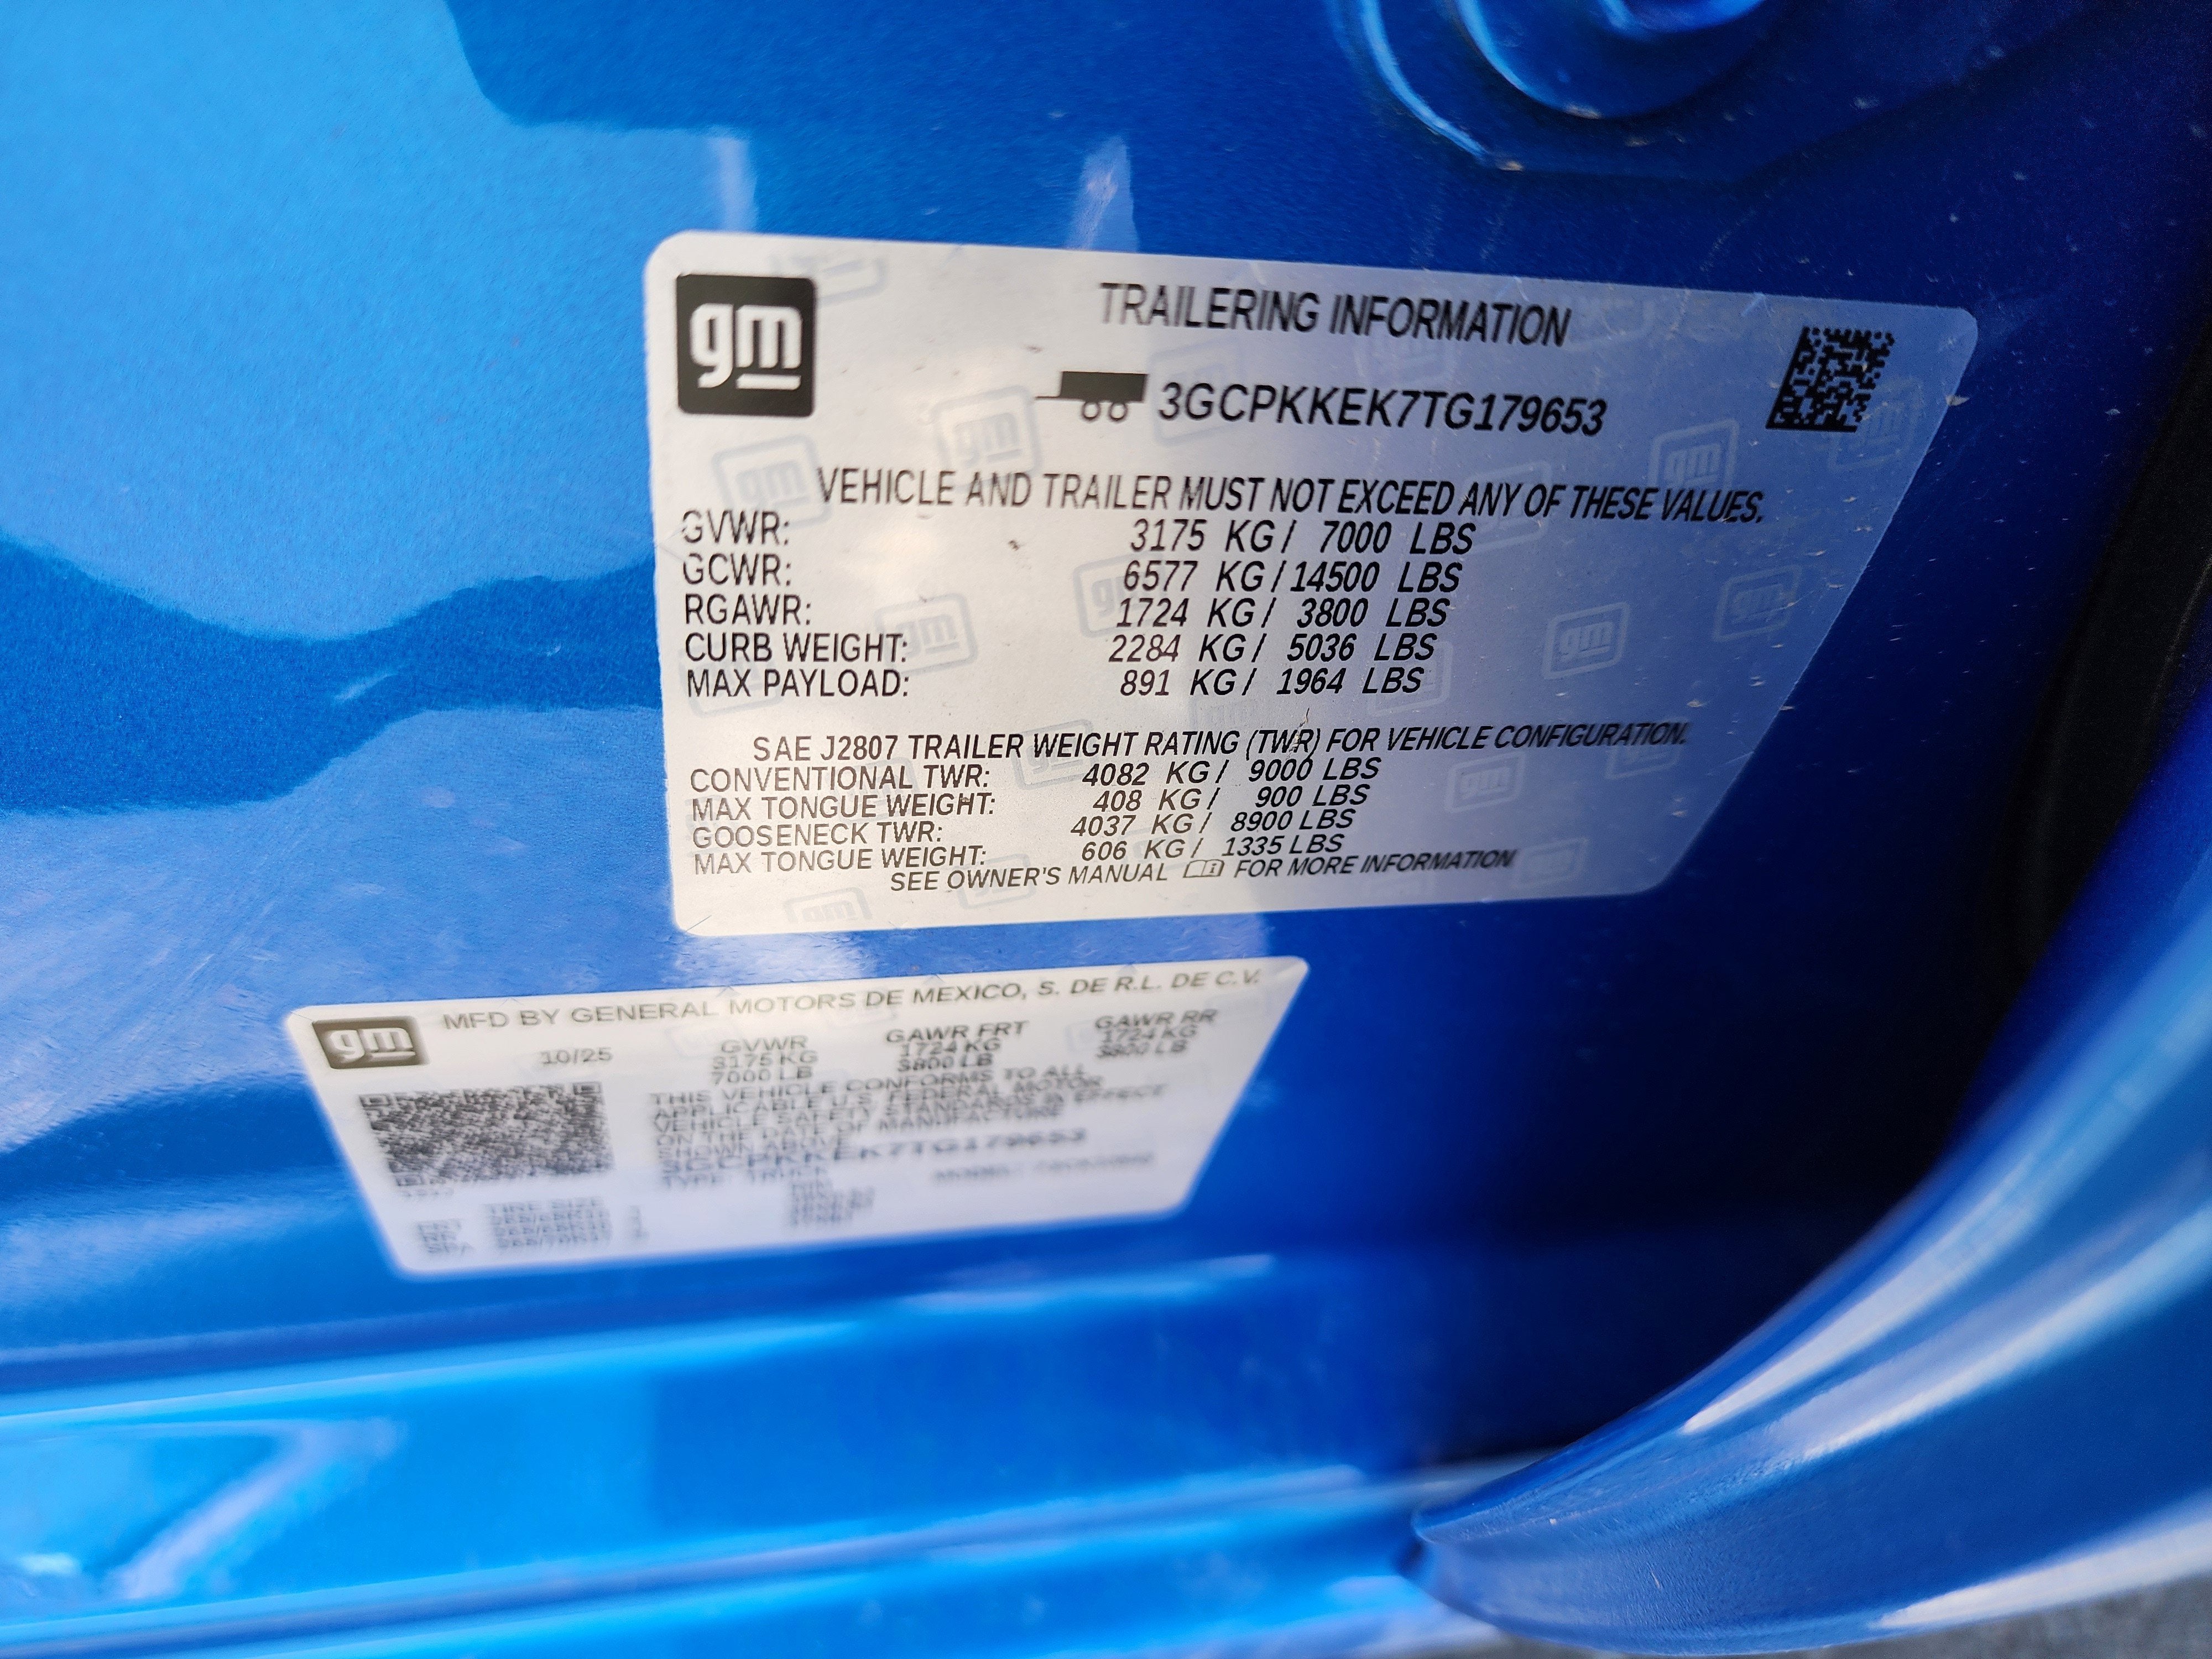 gm
TRAILERING INFORMATION
3GCPKKEK7TG179653
VEHICLE AND TRAILER MUST NOT EXCEED ANY OF THESE VALUES.
GVWR: 3175 KG / 7000 LBS
GCWR: 6577 KG / 14500 LBS
RGAWR: 1724 KG / 3800 LBS
CURB WEIGHT: 2284 KG / 5036 LBS
MAX PAYLOAD: 891 KG / 1964 LBS
SAE J2807 TRAILER WEIGHT RATING (TWR) FOR VEHICLE CONFIGURATION.
CONVENTIONAL TWR: 4082 KG / 9000 LBS
MAX TONGUE WEIGHT: 408 KG / 900 LBS
GOOSENECK TWR: 4037 KG / 8900 LBS
MAX TONGUE WEIGHT: 606 KG / 1335 LBS
SEE OWNER'S MANUAL FOR MORE INFORMATION
gm
MFD BY GENERAL MOTORS DE MEXICO, S. DE R.L. DE C.V.
10/25
GVWR GAWR FRT GAWR RR
3175 KG 1724 KG 1724 KG
7000 LB 3800 LB 3800 LB
THIS VEHICLE CONFORMS TO ALL
APPLICABLE U.S. FEDERAL MOTOR
VEHICLE SAFETY STANDARDS IN EFFECT
ON THE DATE OF MANUFACTURE
SHOWN ABOVE
3GCPKKEK7TG179653
TYPE: TRUCK MODEL:
TIRE SIZE